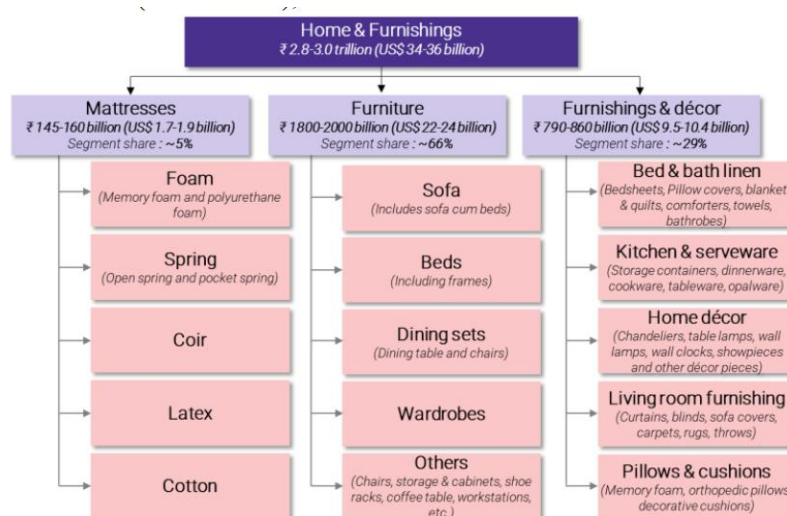 Home & Furnishings
₹ 2.8-3.0 trillion (US$ 34-36 billion)
Mattresses
₹ 145-160 billion (US$ 1.7-1.9 billion)
Segment share : ~5%
Foam
(Memory foam and polyurethane
foam)
Spring
(Open spring and pocket spring)
Coir
Latex
Cotton
Furniture
₹ 1800-2000 billion (US$ 22-24 billion)
Segment share : ~66%
Sofa
(Includes sofa cum beds)
Beds
(Including frames)
Dining sets
(Dining table and chairs)
Wardrobes
Others
(Chairs, storage & cabinets, shoe
racks, coffee table, workstations,
etc.)
Furnishings & décor
₹ 790-860 billion (US$ 9.5-10.4 billion)
Segment share : ~29%
Bed & bath linen
(Bedsheets, Pillow covers, blanket
& quilts, comforters, towels,
bathrobes)
Kitchen & serveware
(Storage containers, dinnerware,
cookware, tableware, opalware)
Home décor
(Chandeliers, table lamps, wall
lamps, wall clocks, showpieces
and other décor pieces)
Living room furnishing
(Curtains, blinds, sofa covers,
carpets, rugs, throws)
Pillows & cushions
(Memory foam, orthopedic pillows
decorative cushions)